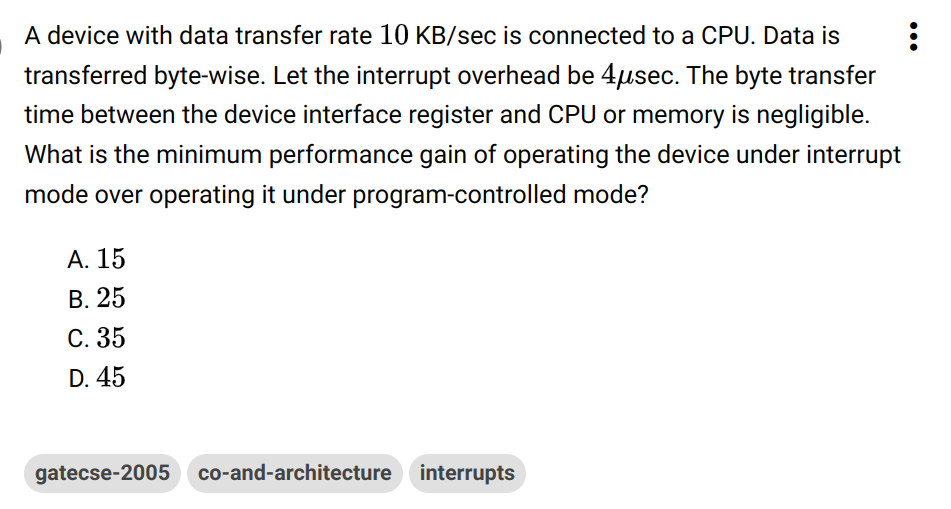 A device with data transfer rate 10 KB/sec is connected to a CPU. Data is
transferred byte-wise. Let the interrupt overhead be 4μsec. The byte transfer
time between the device interface register and CPU or memory is negligible.
What is the minimum performance gain of operating the device under interrupt
mode over operating it under program-controlled mode?
A. 15
B. 25
C. 35
D. 45
gatecse-2005 co-and-architecture interrupts